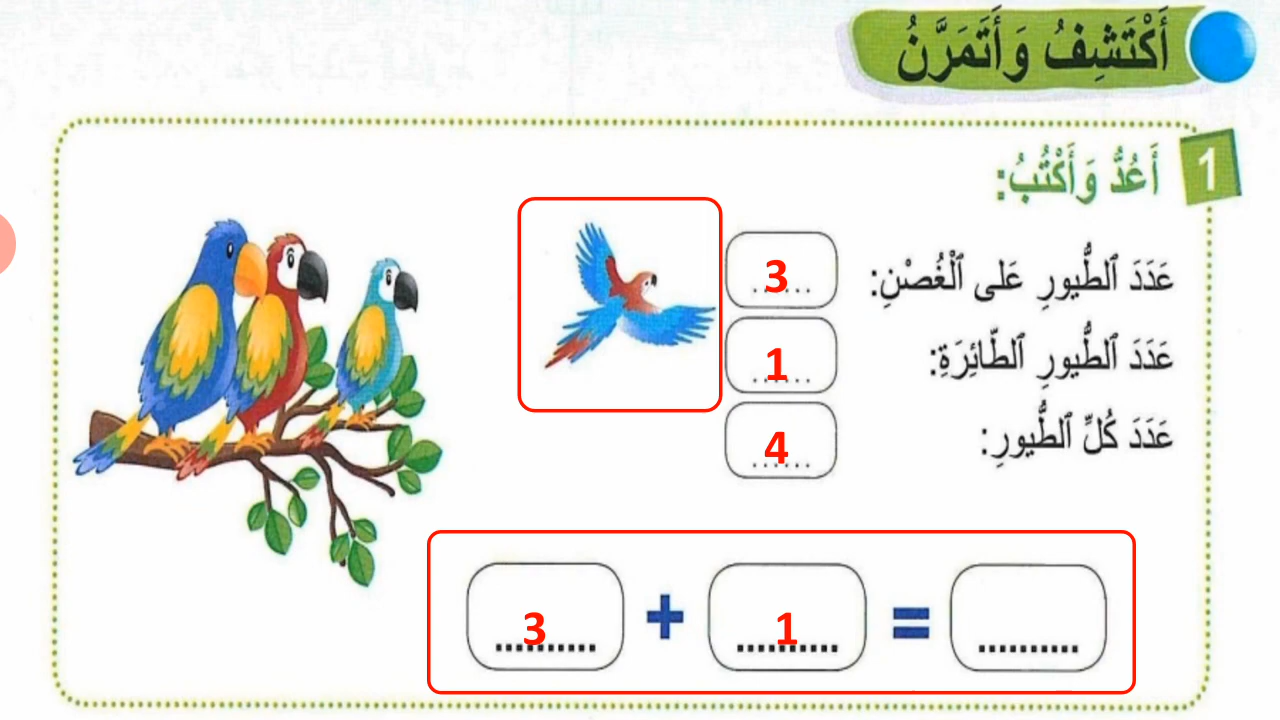 أَكْتَشِفُ وَأَتَمَرَّنُ
1 أَعُدُّ وَأَكْتُبُ:
عَدَدَ ٱلطُّيورِ عَلى ٱلْغُصْنِ: 3
عَدَدَ ٱلطُّيورِ ٱلطّائِرَةِ: 1
عَدَدَ كُلِّ ٱلطُّيورِ: 4
3 + 1 = ..........